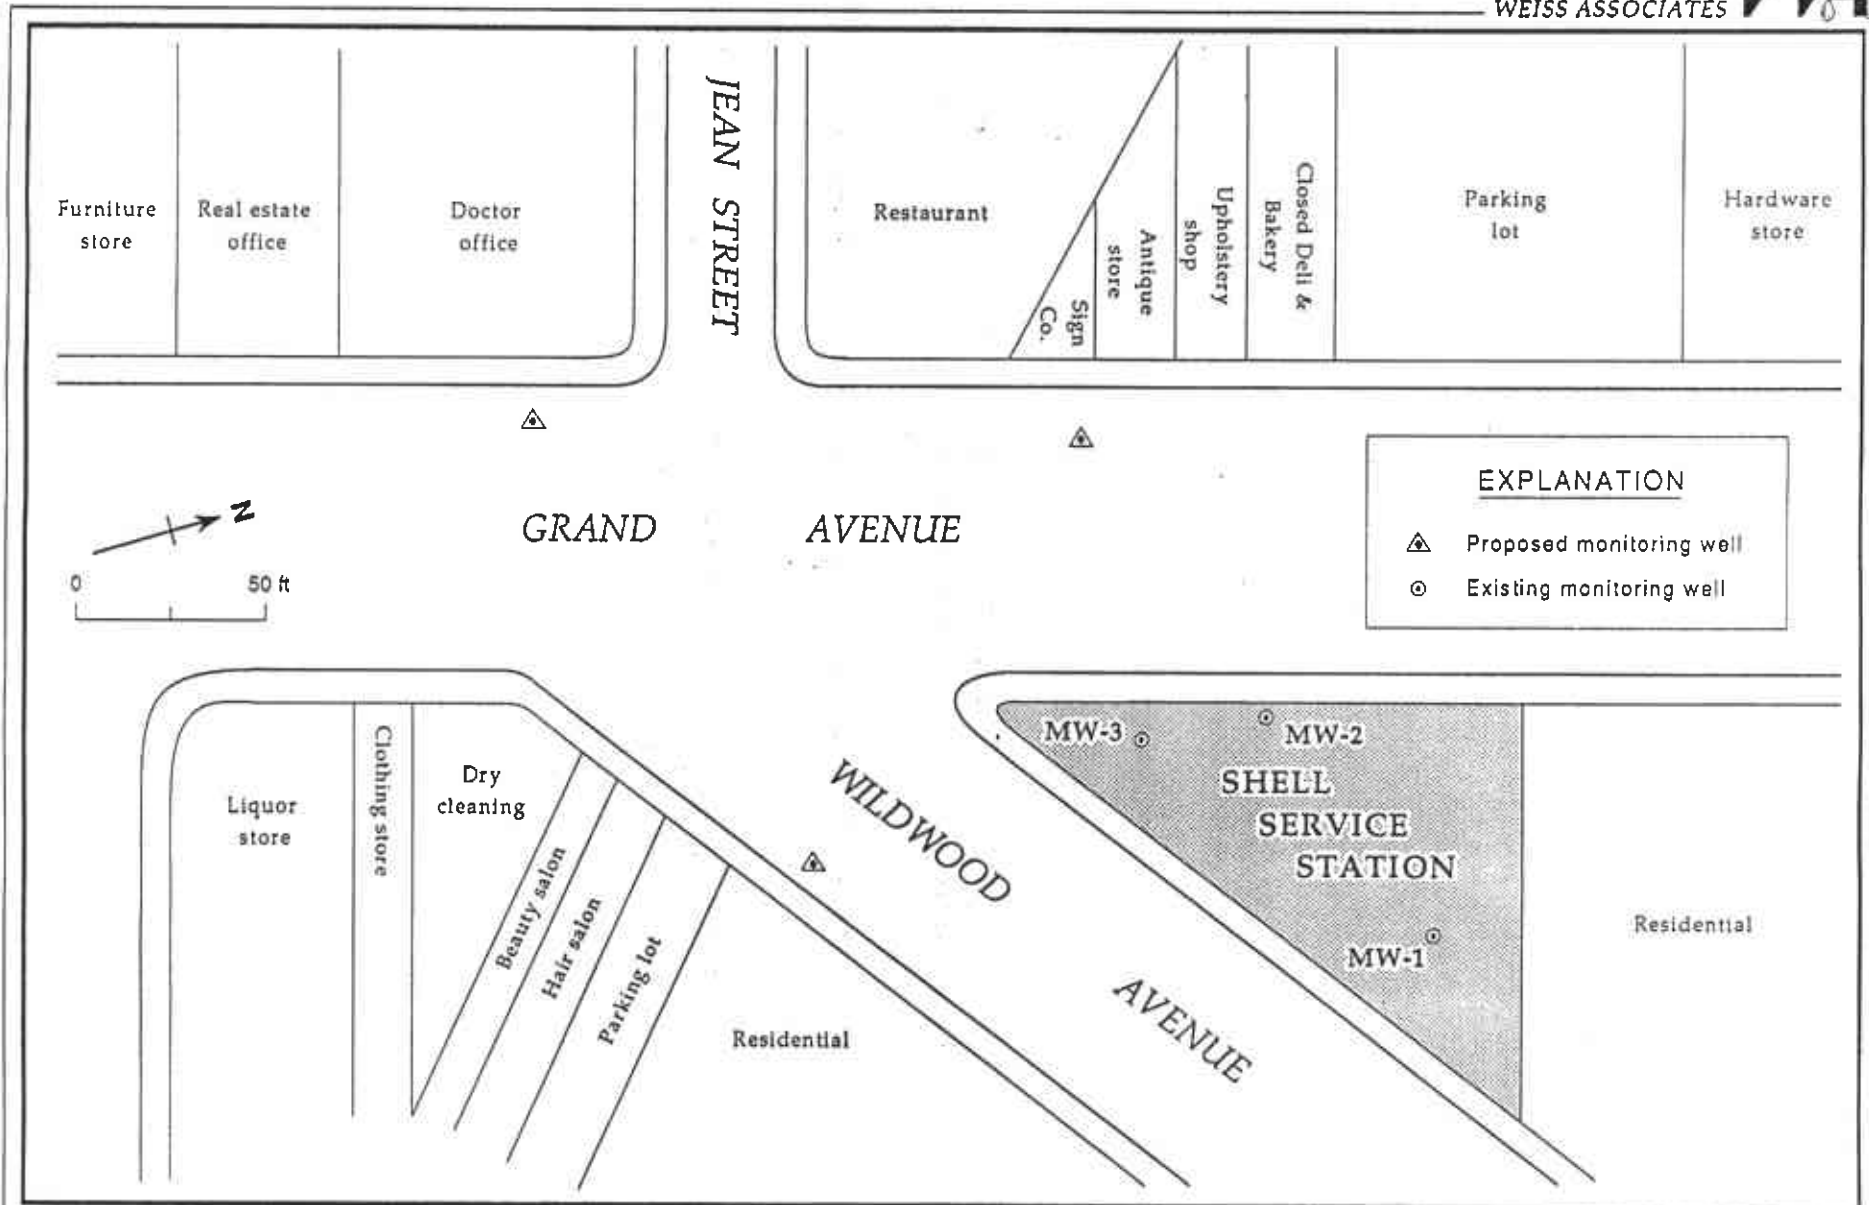 WEISS ASSOCIATES
JEAN STREET
Furniture
store
Real estate
office
Doctor
office
Restaurant
Sign
Co.
Antique
store
Upholstery
shop
Closed Deli &
Bakery
Parking
lot
Hardware
store
GRAND AVENUE
N
0 50 ft
EXPLANATION
Proposed monitoring well
Existing monitoring well
Liquor
store
Clothing store
Dry
cleaning
Beauty salon
Hair salon
Parking lot
Residential
WILDWOOD
AVENUE
MW-3
MW-2
SHELL
SERVICE
STATION
MW-1
Residential